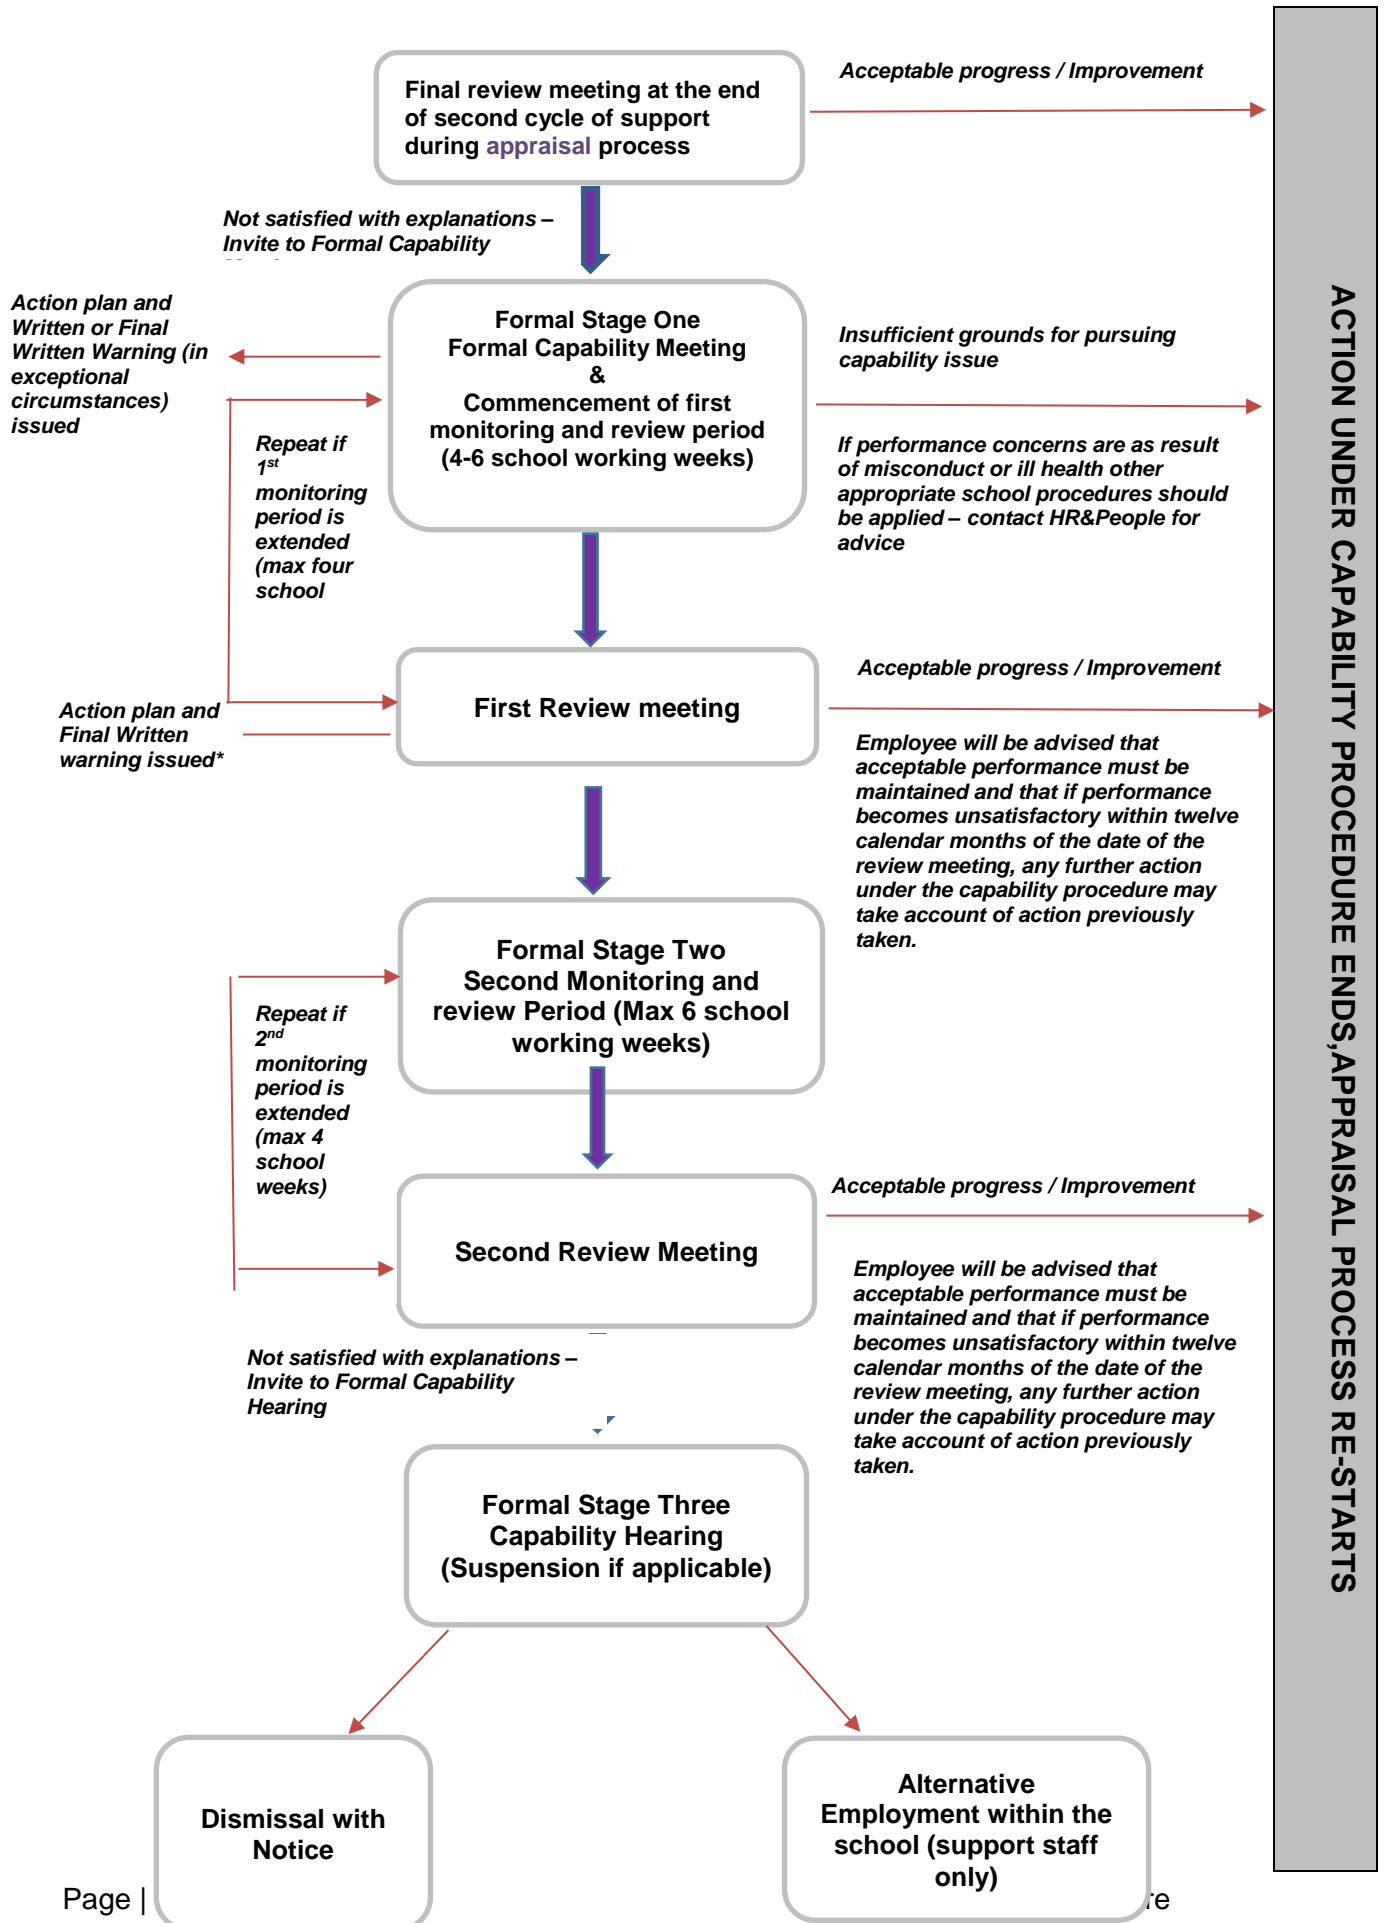 Final review meeting at the end
of second cycle of support
during appraisal process
Acceptable progress / Improvement
Not satisfied with explanations –
Invite to Formal Capability
Action plan and
Written or Final
Written Warning (in
exceptional
circumstances)
issued
Formal Stage One
Formal Capability Meeting
&
Commencement of first
monitoring and review period
(4-6 school working weeks)
Insufficient grounds for pursuing
capability issue
If performance concerns are as result
of misconduct or ill health other
appropriate school procedures should
be applied – contact HR&People for
advice
Repeat if
1st
monitoring
period is
extended
(max four
school
First Review meeting
Acceptable progress / Improvement
Action plan and
Final Written
warning issued*
Employee will be advised that
acceptable performance must be
maintained and that if performance
becomes unsatisfactory within twelve
calendar months of the date of the
review meeting, any further action
under the capability procedure may
take account of action previously
taken.
Formal Stage Two
Second Monitoring and
review Period (Max 6 school
working weeks)
Repeat if
2nd
monitoring
period is
extended
(max 4
school
weeks)
Second Review Meeting
Acceptable progress / Improvement
Employee will be advised that
acceptable performance must be
maintained and that if performance
becomes unsatisfactory within twelve
calendar months of the date of the
review meeting, any further action
under the capability procedure may
take account of action previously
taken.
Not satisfied with explanations –
Invite to Formal Capability
Hearing
Formal Stage Three
Capability Hearing
(Suspension if applicable)
Dismissal with
Notice
Alternative
Employment within the
school (support staff
only)
ACTION UNDER CAPABILITY PROCEDURE ENDS,APPRAISAL PROCESS RE-STARTS
Page |